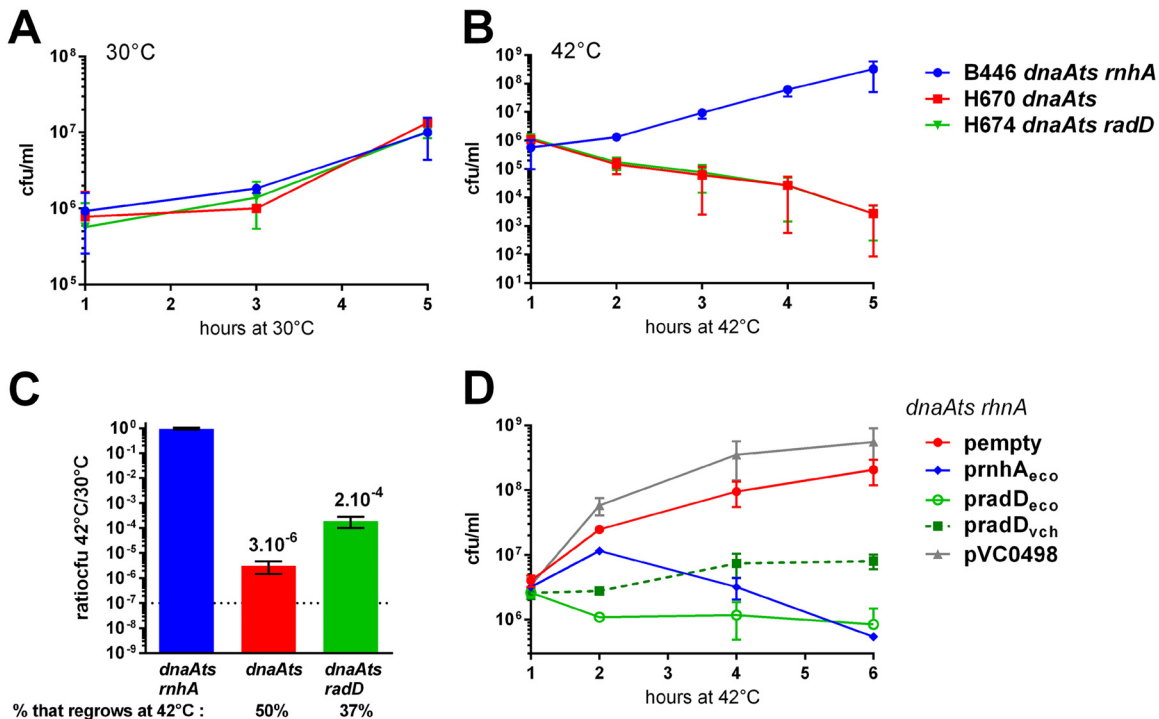 A
30°C
10⁸
10⁷
10⁶
10⁵
cfu/ml
1 2 3 4 5
hours at 30°C
B
42°C
10⁹
10⁸
10⁷
10⁶
10⁵
10⁴
10³
10²
10¹
cfu/ml
1 2 3 4 5
hours at 42°C
B446 dnaAts rnhA
H670 dnaAts
H674 dnaAts radD
C
10⁰
10⁻¹
10⁻²
10⁻³
10⁻⁴
10⁻⁵
10⁻⁶
10⁻⁷
10⁻⁸
10⁻⁹
ratiocfu 42°C/30°C
3.10⁻⁶
2.10⁻⁴
dnaAts rnhA
dnaAts
dnaAts radD
% that regrows at 42°C : 50% 37%
D
10⁹
10⁸
10⁷
10⁶
cfu/ml
1 2 3 4 5 6
hours at 42°C
dnaAts rhnA
pempty
prnhAeco
pradDeco
pradDvch
pVC0498